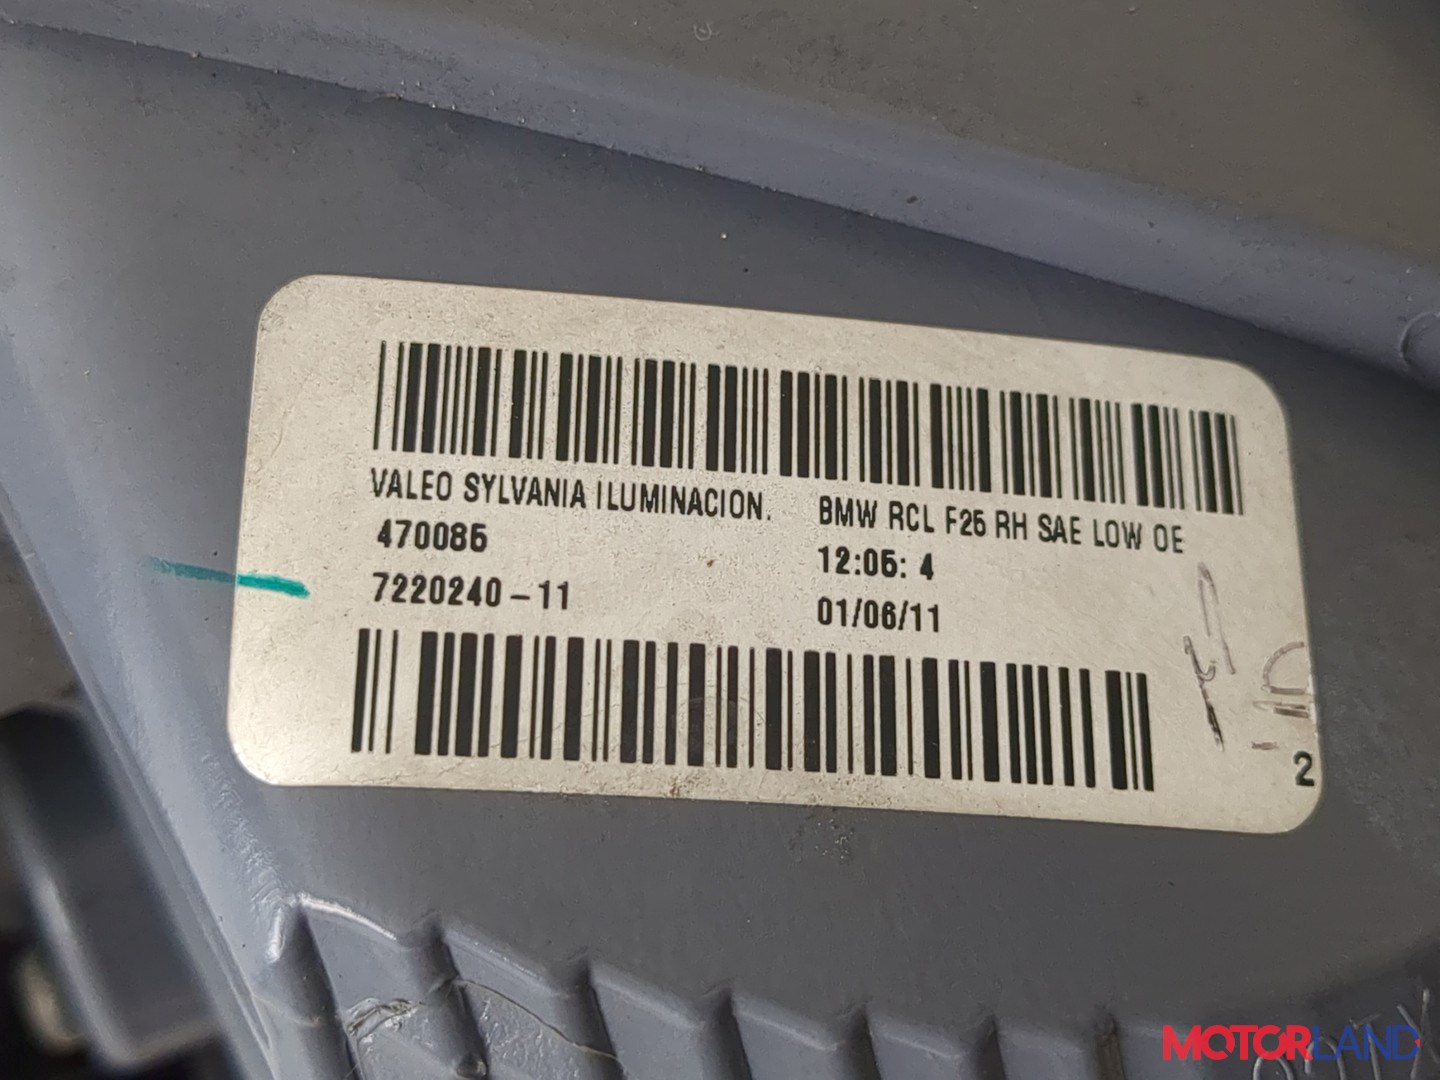 VALEO SYLVANIA ILUMINACION. BMW RCL F25 RH SAE LOW OE
470085 12:05: 4
7220240-11 01/06/11
2
MOTORLAND